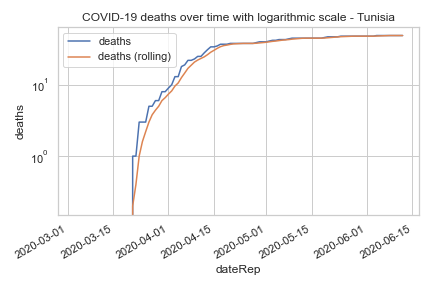 COVID-19 deaths over time with logarithmic scale - Tunisia
deaths
deaths (rolling)
10¹
10⁰
deaths
2020-03-01
2020-03-15
2020-04-01
2020-04-15
2020-05-01
2020-05-15
2020-06-01
2020-06-15
dateRep